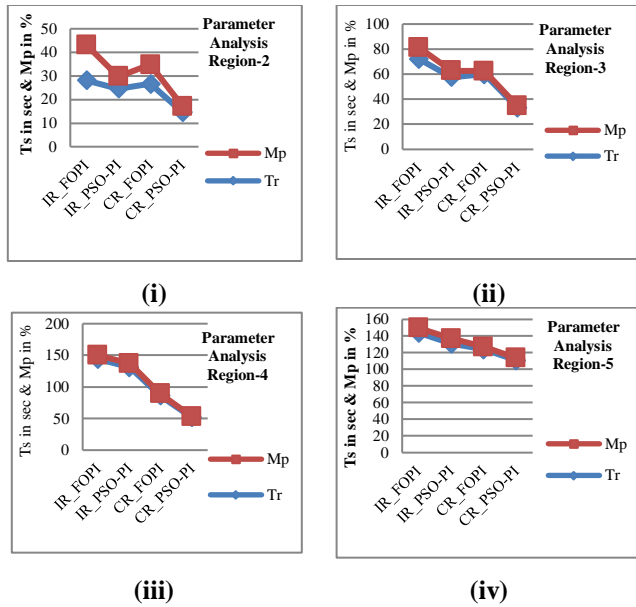 Parameter
Analysis
Region-2
Ts in sec & Mp in %
50
40
30
20
10
0
Mp
Tr
IR_FOPI
IR_PSO-PI
CR_FOPI
CR_PSO-PI
(i)
Parameter
Analysis
Region-3
Ts in sec & Mp in %
100
80
60
40
20
0
Mp
Tr
IR_FOPI
IR_PSO-PI
CR_FOPI
CR_PSO-PI
(ii)
Parameter
Analysis
Region-4
Ts in sec & Mp in %
200
150
100
50
0
Mp
Tr
IR_FOPI
IR_PSO-PI
CR_FOPI
CR_PSO-PI
(iii)
Parameter
Analysis
Region-5
Ts in sec & Mp in %
160
140
120
100
80
60
40
20
0
Mp
Tr
IR_FOPI
IR_PSO-PI
CR_FOPI
CR_PSO-PI
(iv)